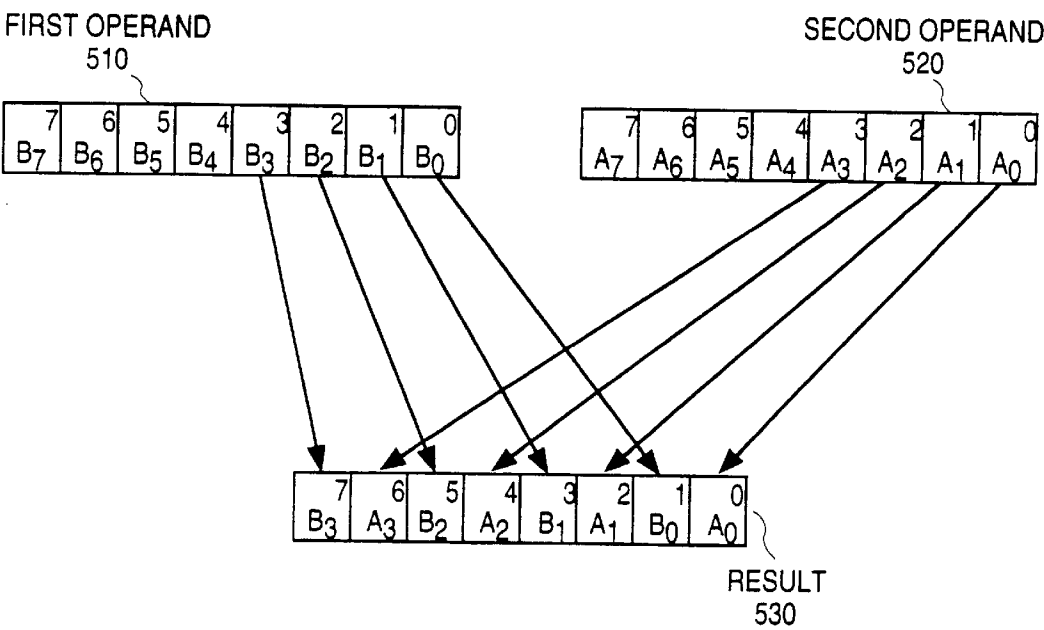 FIRST OPERAND
510
SECOND OPERAND
520
7 6 5 4 3 2 1 0
B7 B6 B5 B4 B3 B2 B1 B0
7 6 5 4 3 2 1 0
A7 A6 A5 A4 A3 A2 A1 A0
7 6 5 4 3 2 1 0
B3 A3 B2 A2 B1 A1 B0 A0
RESULT
530